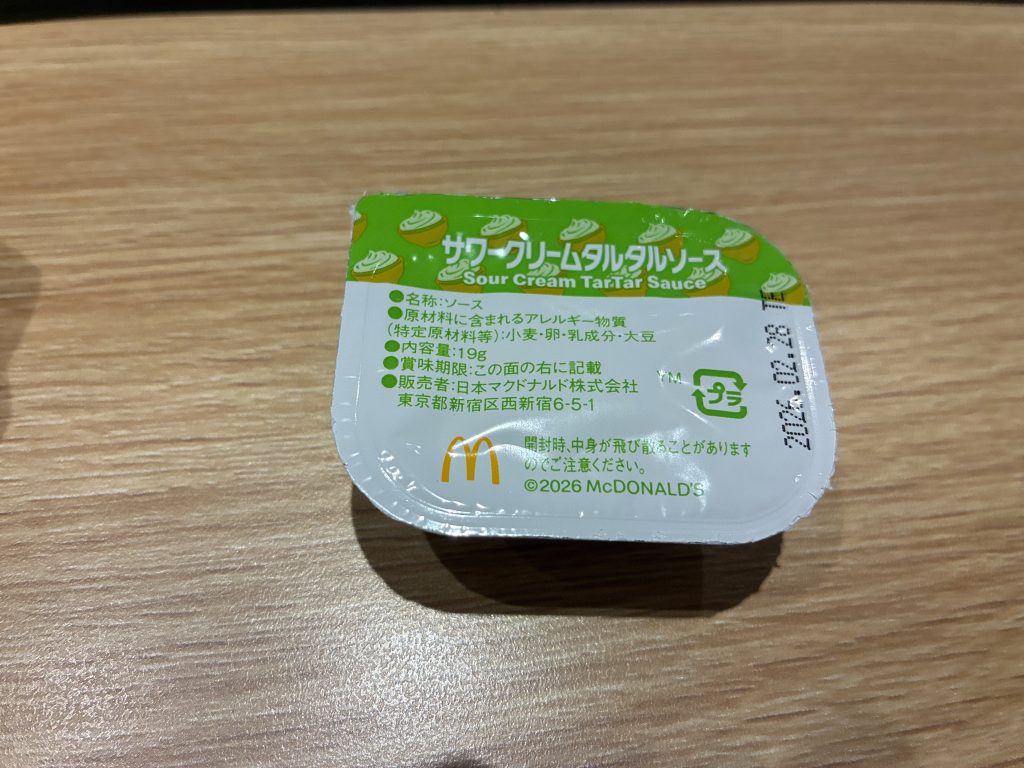 サワークリームタルタルソース
Sour Cream TarTar Sauce
●名称:ソース
●原材料に含まれるアレルギー物質
(特定原材料等):小麦・卵・乳成分・大豆
●内容量:19g
●賞味期限:この面の右に記載
●販売者:日本マクドナルド株式会社
東京都新宿区西新宿6-5-1
TM
プラ
開封時、中身が飛び散ることがあります
のでご注意ください。
©2026 McDONALD'S
2026.02.28